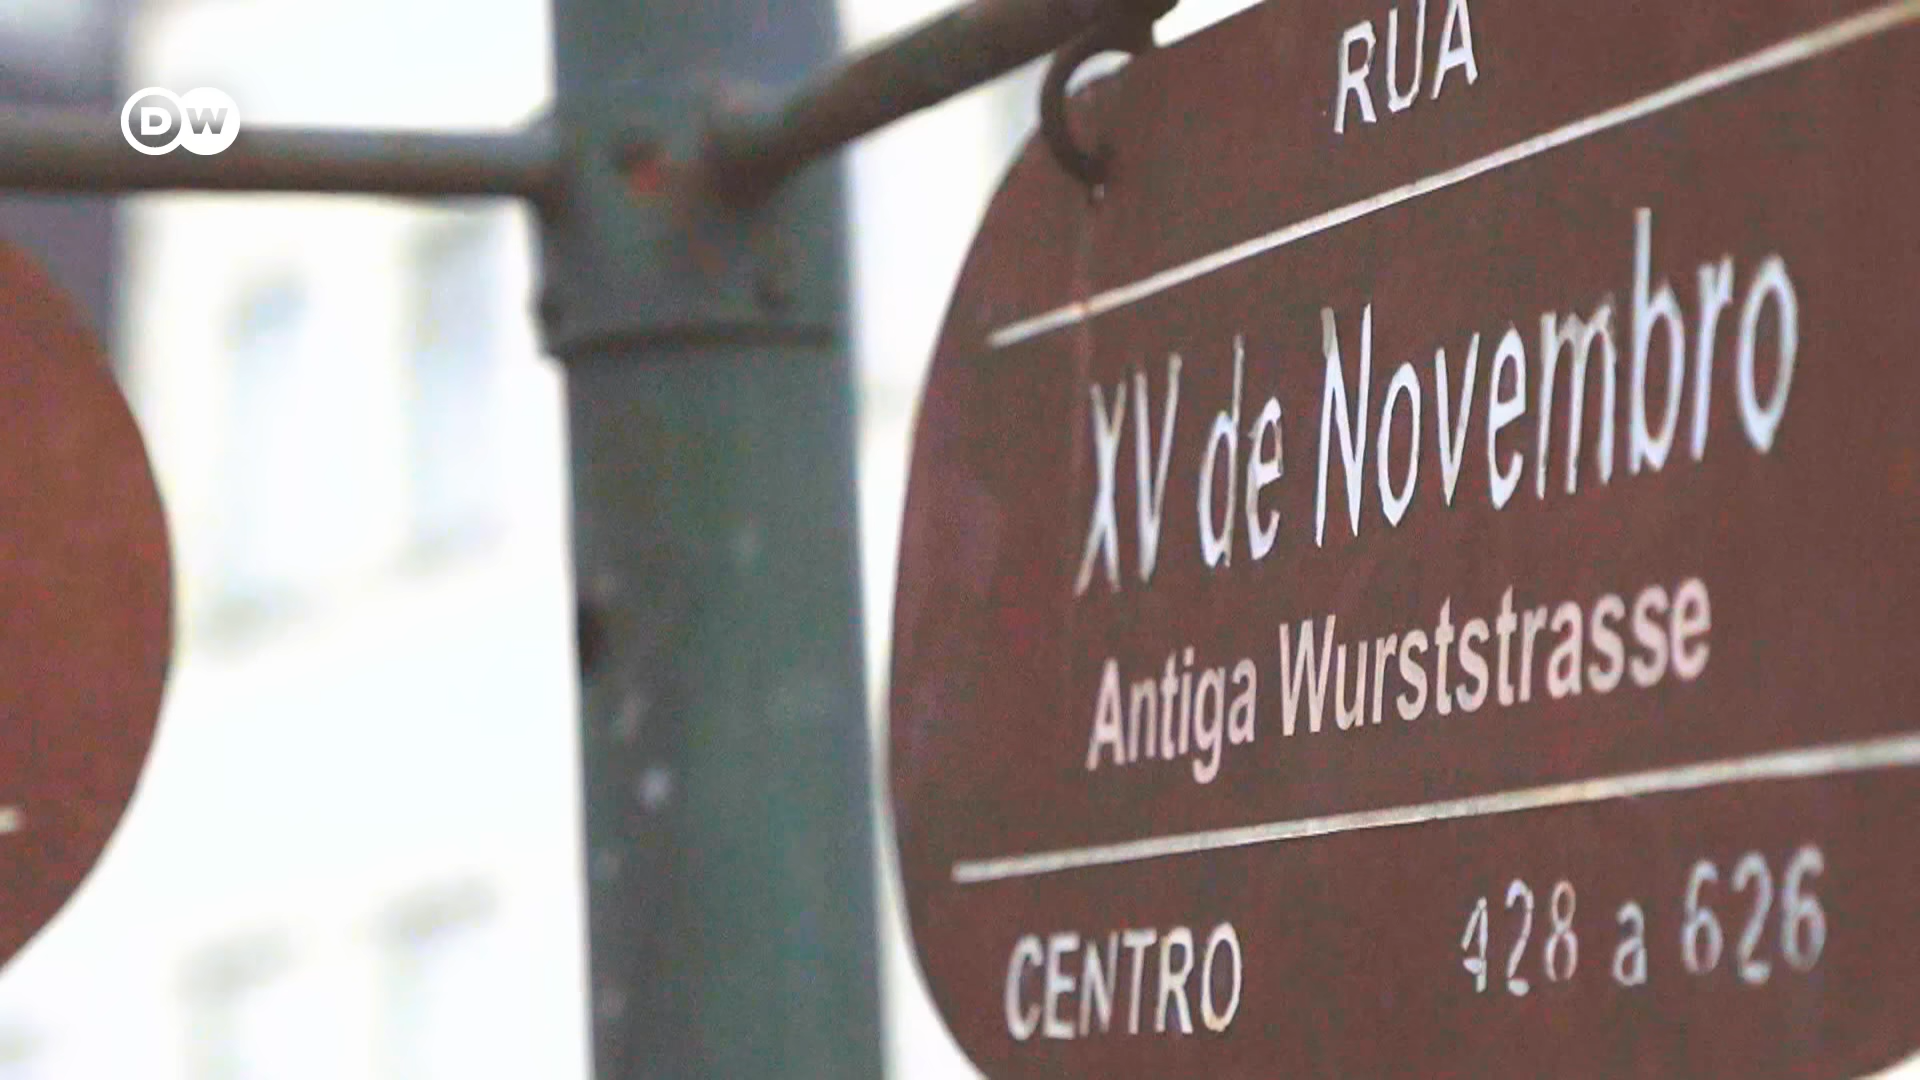 DW
RUA
XV de Novembro
Antiga Wurststrasse
CENTRO 428 a 626